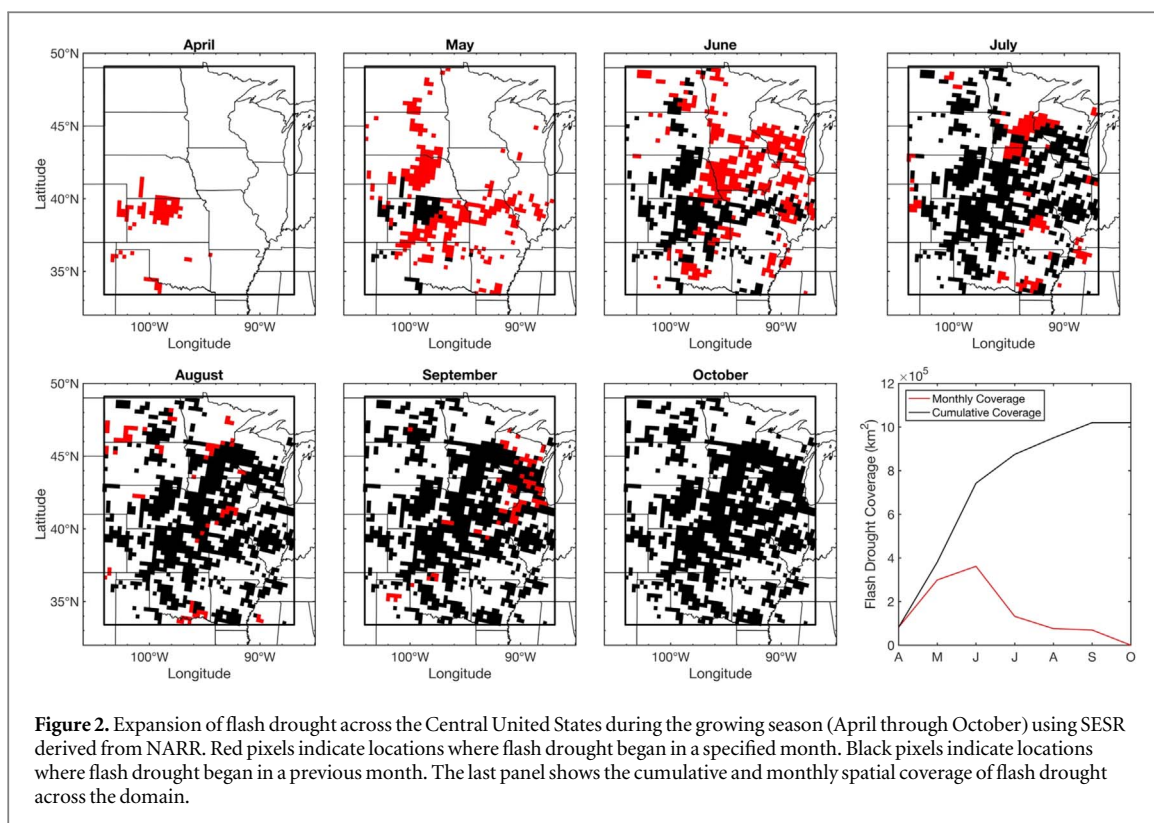 April
May
June
July
50°N
45°N
40°N
35°N
Latitude
100°W 90°W
Longitude
100°W 90°W
Longitude
100°W 90°W
Longitude
100°W 90°W
Longitude
August
September
October
50°N
45°N
40°N
35°N
Latitude
100°W 90°W
Longitude
100°W 90°W
Longitude
100°W 90°W
Longitude
12 ×10⁵
10
8
6
4
2
0
Flash Drought Coverage (km²)
Monthly Coverage
Cumulative Coverage
A M J J A S O
Figure 2. Expansion of flash drought across the Central United States during the growing season (April through October) using SESR
derived from NARR. Red pixels indicate locations where flash drought began in a specified month. Black pixels indicate locations
where flash drought began in a previous month. The last panel shows the cumulative and monthly spatial coverage of flash drought
across the domain.